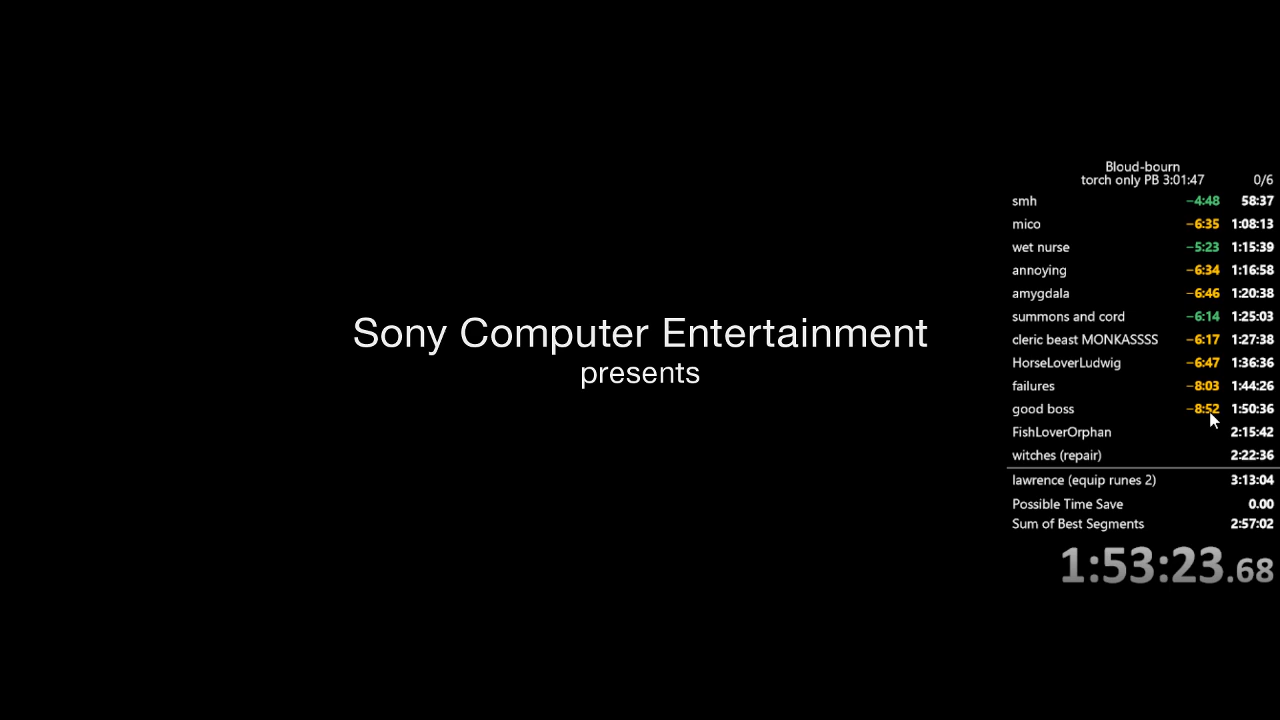 Sony Computer Entertainment
presents
Bloud-bourn
torch only PB 3:01:47 0/6
smh −4:48 58:37
mico −6:35 1:08:13
wet nurse −5:23 1:15:39
annoying −6:34 1:16:58
amygdala −6:46 1:20:38
summons and cord −6:14 1:25:03
cleric beast MONKASSSS −6:17 1:27:38
HorseLoverLudwig −6:47 1:36:36
failures −8:03 1:44:26
good boss −8:52 1:50:36
FishLoverOrphan 2:15:42
witches (repair) 2:22:36
lawrence (equip runes 2) 3:13:04
Possible Time Save 0.00
Sum of Best Segments 2:57:02
1:53:23.68